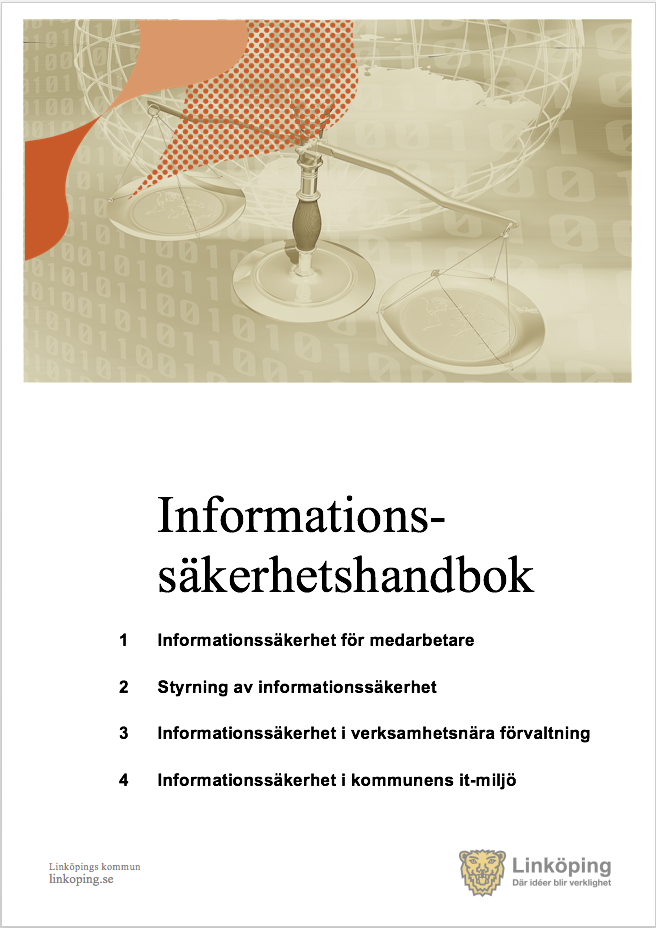 Informations-
säkerhetshandbok
1 Informationssäkerhet för medarbetare
2 Styrning av informationssäkerhet
3 Informationssäkerhet i verksamhetsnära förvaltning
4 Informationssäkerhet i kommunens it-miljö
Linköpings kommun
linkoping.se
Linköping
Där idéer blir verklighet